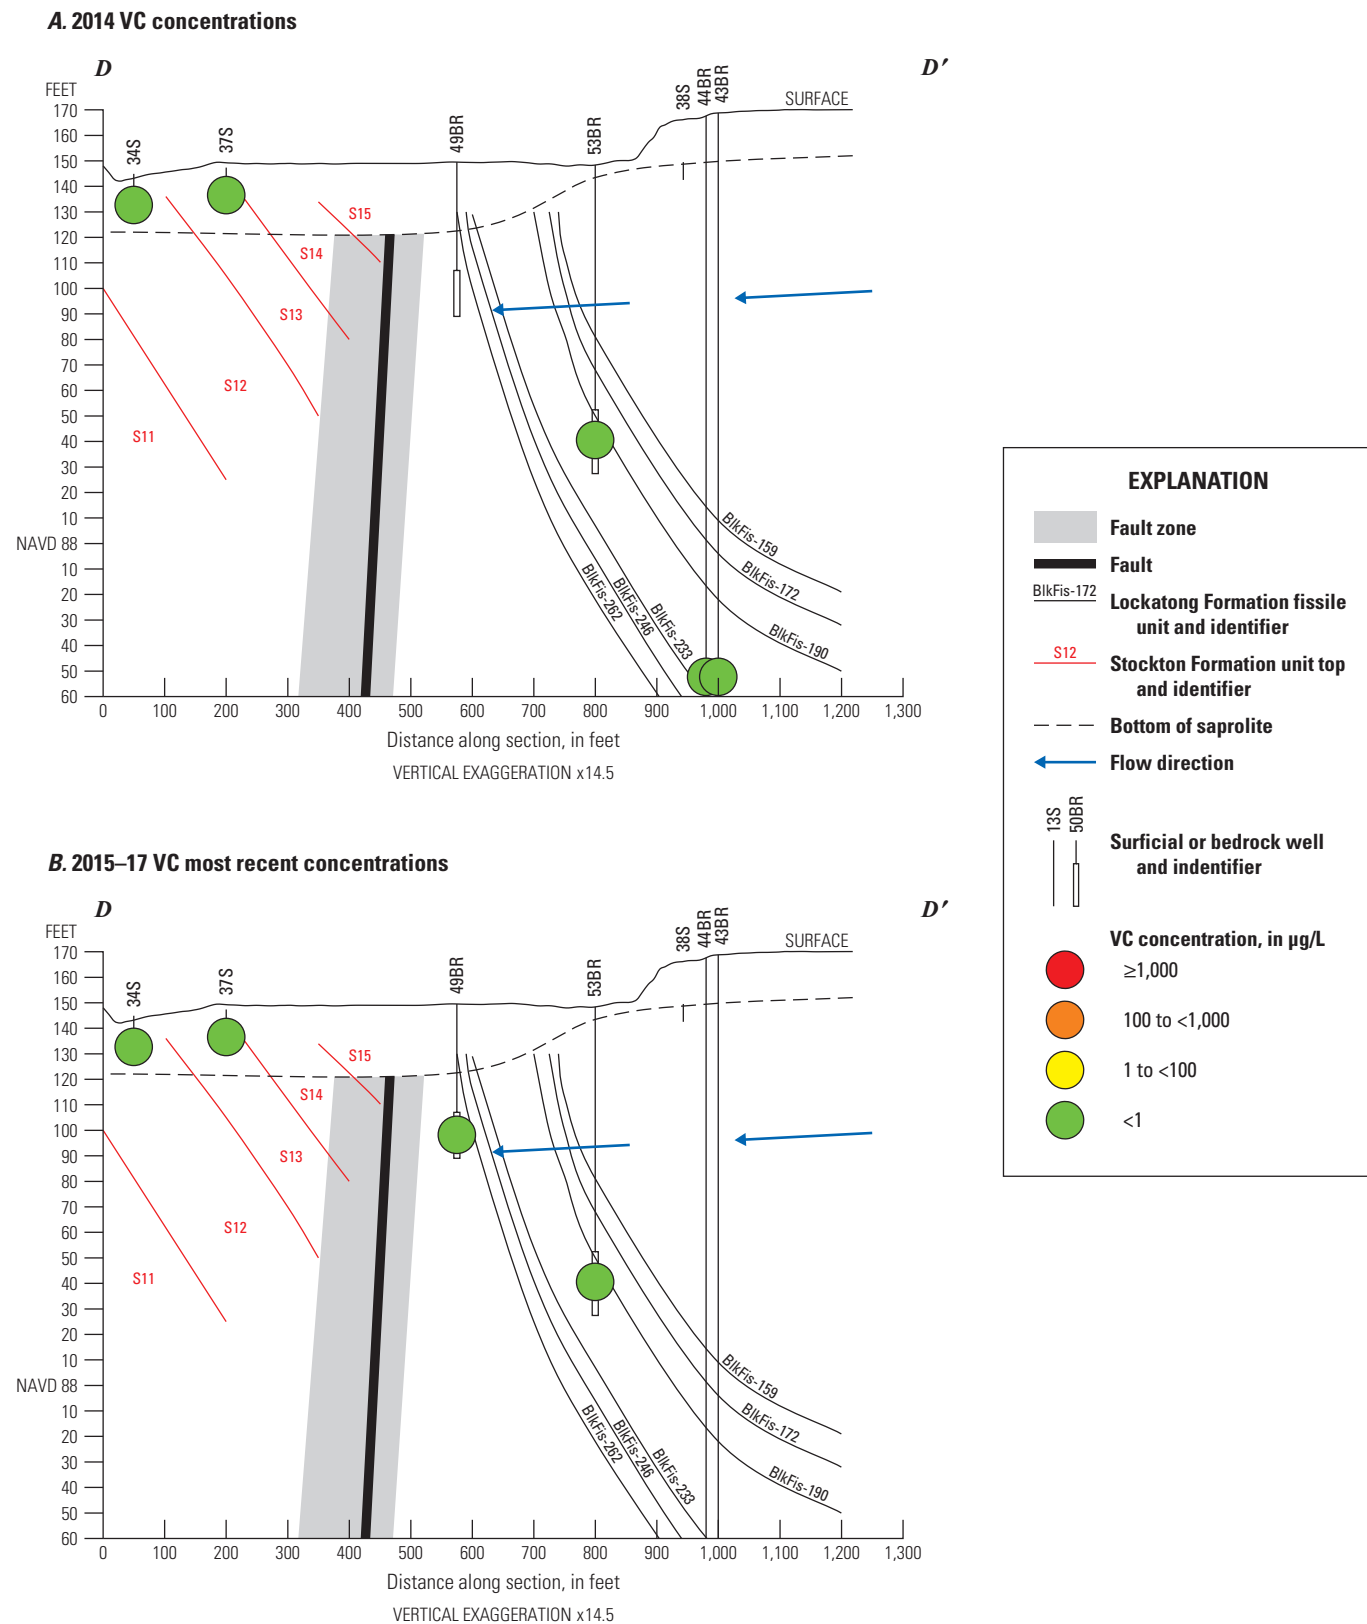 A. 2014 VC concentrations
D
D′
FEET
170
160
150
140
130
120
110
100
90
80
70
60
50
40
30
20
10
NAVD 88
10
20
30
40
50
60
34S
37S
49BR
53BR
38S
44BR
43BR
SURFACE
S15
S14
S13
S12
S11
BlkFis-159
BlkFis-172
BlkFis-190
BlkFis-233
BlkFis-246
BlkFis-262
0 100 200 300 400 500 600 700 800 900 1,000 1,100 1,200 1,300
Distance along section, in feet
VERTICAL EXAGGERATION x14.5
B. 2015–17 VC most recent concentrations
D
D′
FEET
170
160
150
140
130
120
110
100
90
80
70
60
50
40
30
20
10
NAVD 88
10
20
30
40
50
60
34S
37S
49BR
53BR
38S
44BR
43BR
SURFACE
S15
S14
S13
S12
S11
BlkFis-159
BlkFis-172
BlkFis-190
BlkFis-233
BlkFis-246
BlkFis-262
0 100 200 300 400 500 600 700 800 900 1,000 1,100 1,200 1,300
Distance along section, in feet
VERTICAL EXAGGERATION x14.5
EXPLANATION
Fault zone
Fault
BlkFis-172
Lockatong Formation fissile
unit and identifier
S12
Stockton Formation unit top
and identifier
Bottom of saprolite
Flow direction
13S
50BR
Surficial or bedrock well
and indentifier
VC concentration, in µg/L
≥1,000
100 to <1,000
1 to <100
<1